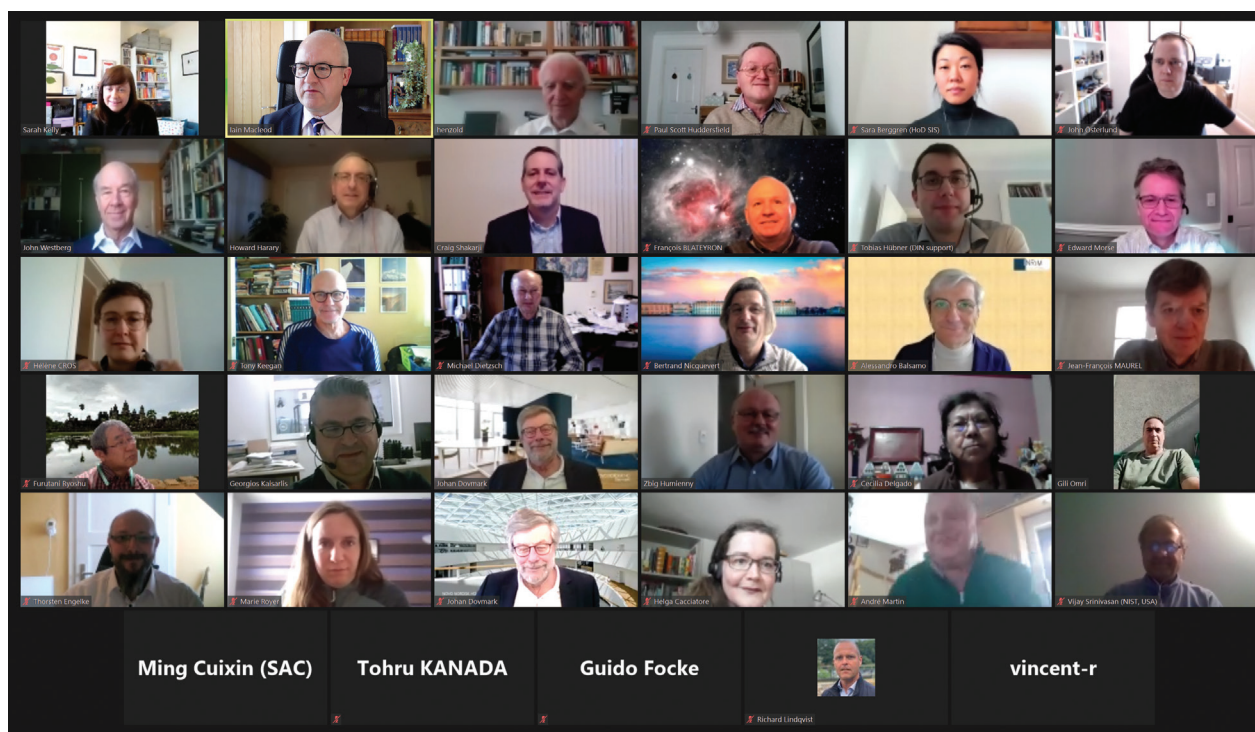 Sarah Kelly
Iain Macleod
henzold
Paul Scott Huddersfield
Sara Berggren (HoD SIS)
John Osterlund
John Westberg
Howard Harary
Craig Shakarji
François BLATEYRON
Tobias Hübner (DIN support)
Edward Morse
Hélène CROS
Tony Keegan
Michael Dietzsch
Bertrand Nicquevert
Alessandro Balsamo
Jean-François MAUREL
Furutani Ryoshu
Georgios Kaisarlis
Johan Dovmark
Zbig Humienny
Cecilia Delgado
Gili Omri
Thorsten Engelke
Marie Royer
Johan Dovmark
Helga Cacciatore
André Martin
Vijay Srinivasan (NIST, USA)
Ming Cuixin (SAC)
Tohru KANADA
Guido Focke
Richard Lindqvist
vincent-r